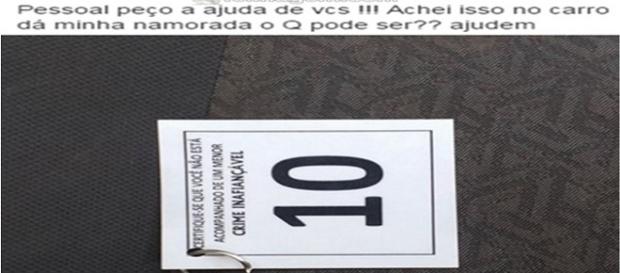 Pessoal peço a ajuda de vcs !!! Achei isso no carro
dá minha namorada o Q pode ser?? ajudem
CERTIFIQUE-SE QUE VOCÊ NÃO ESTÁ
ACOMPANHADO DE UM MENOR
CRIME INAFIANÇÁVEL
10